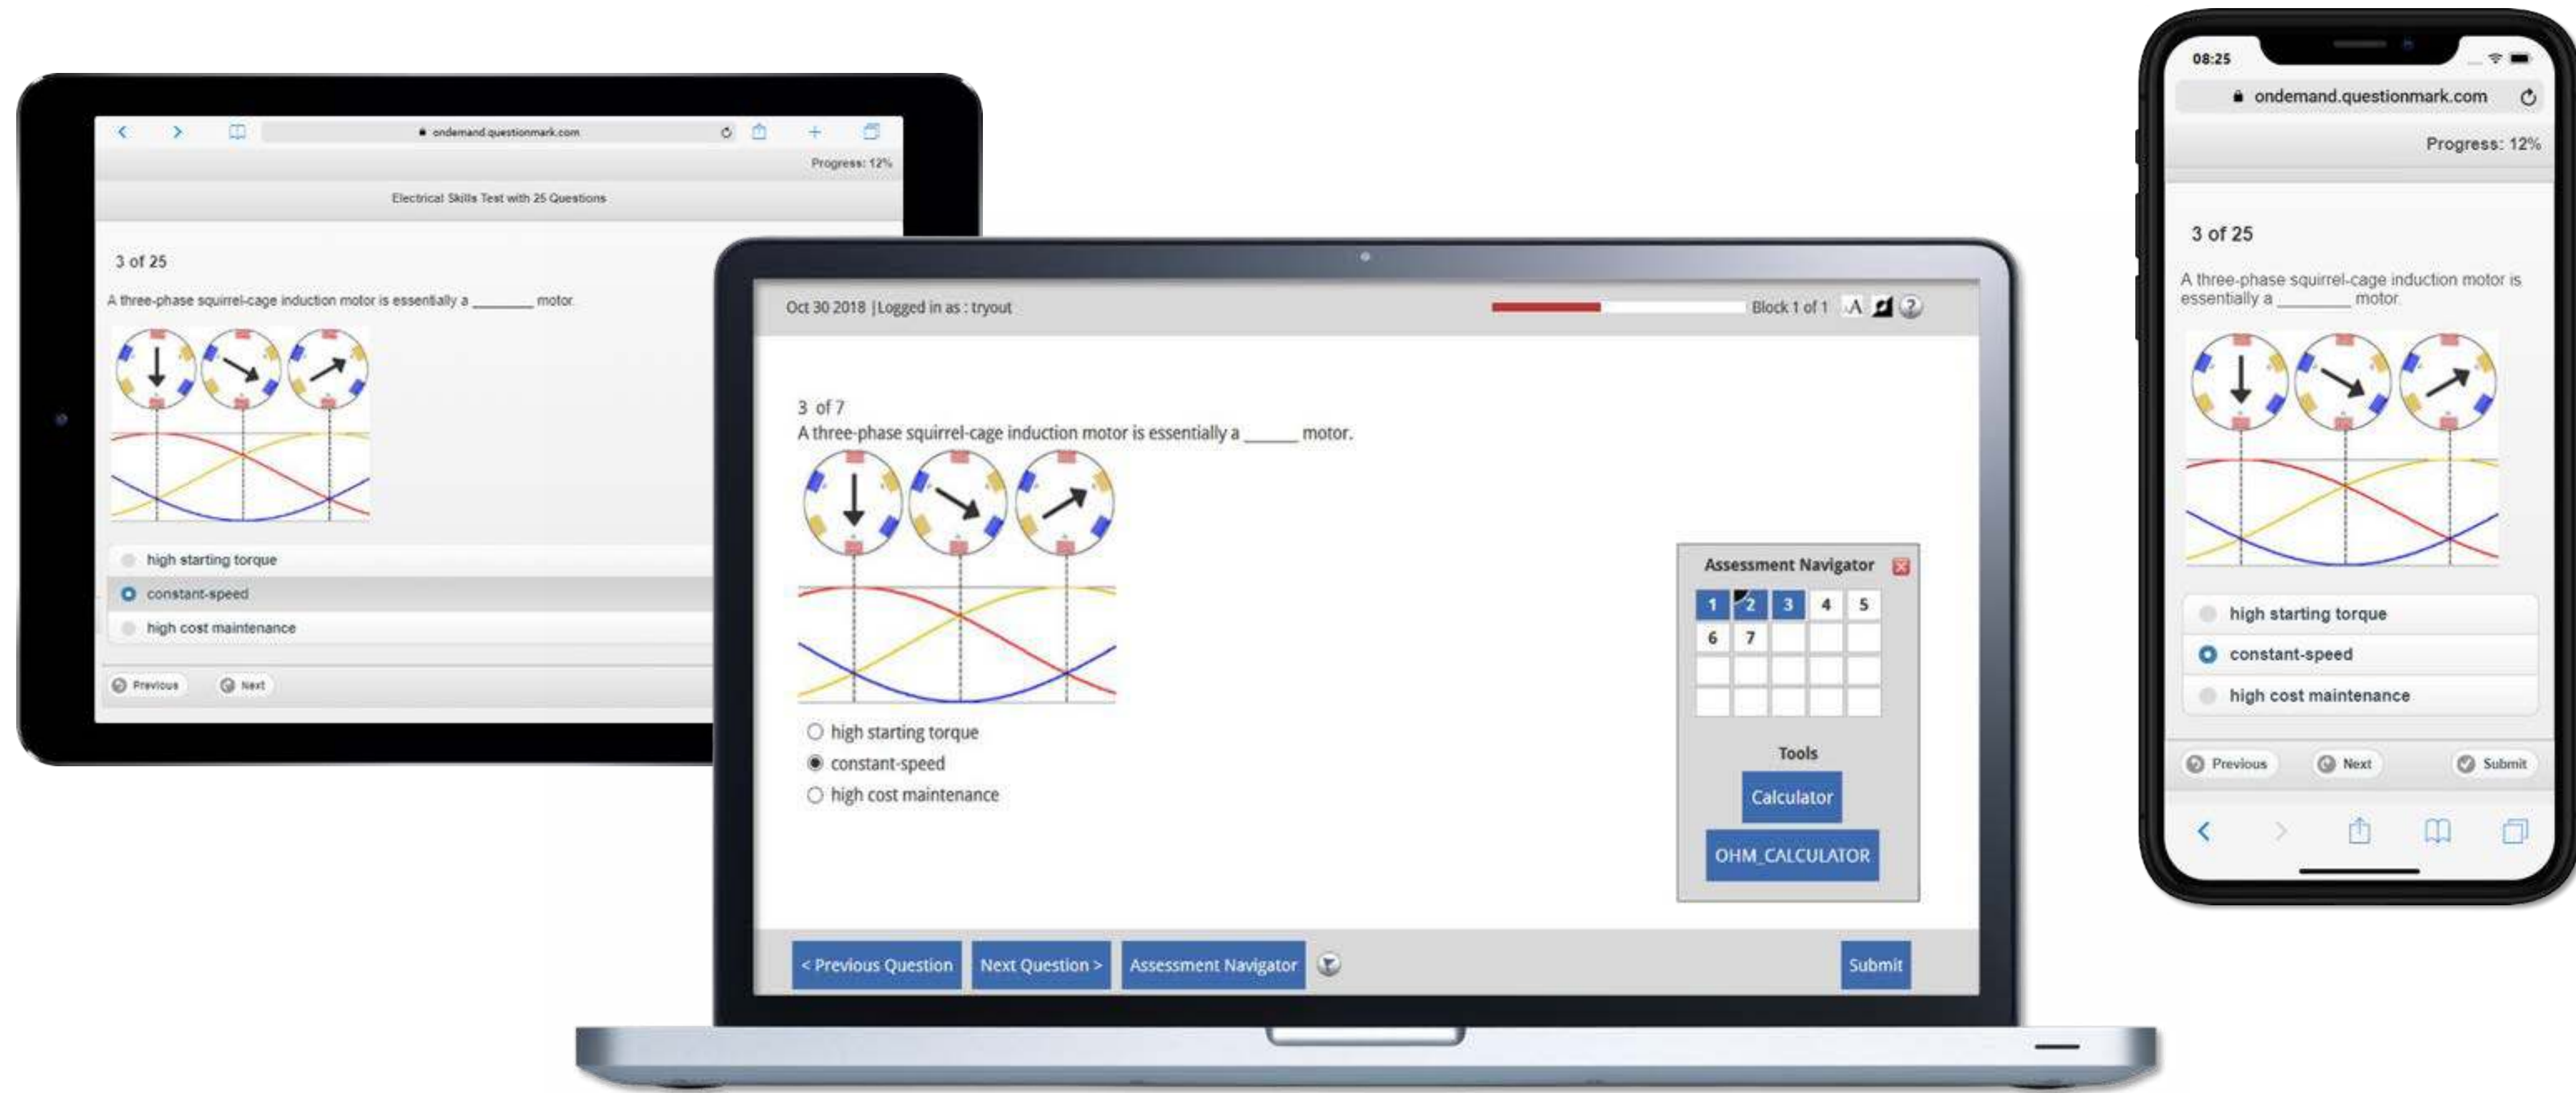 ondemand.questionmark.com
Progress: 12%
Electrical Skills Test with 25 Questions
3 of 25
A three-phase squirrel-cage induction motor is essentially a ________ motor.
high starting torque
constant-speed
high cost maintenance
Previous
Next
Oct 30 2018 |Logged in as : tryout
Block 1 of 1
A
?
3 of 7
A three-phase squirrel-cage induction motor is essentially a ______ motor.
high starting torque
constant-speed
high cost maintenance
Assessment Navigator
1 2 3 4 5
6 7
Tools
Calculator
OHM_CALCULATOR
< Previous Question
Next Question >
Assessment Navigator
Submit
08:25
ondemand.questionmark.com
Progress: 12%
3 of 25
A three-phase squirrel-cage induction motor is
essentially a ________ motor.
high starting torque
constant-speed
high cost maintenance
Previous
Next
Submit